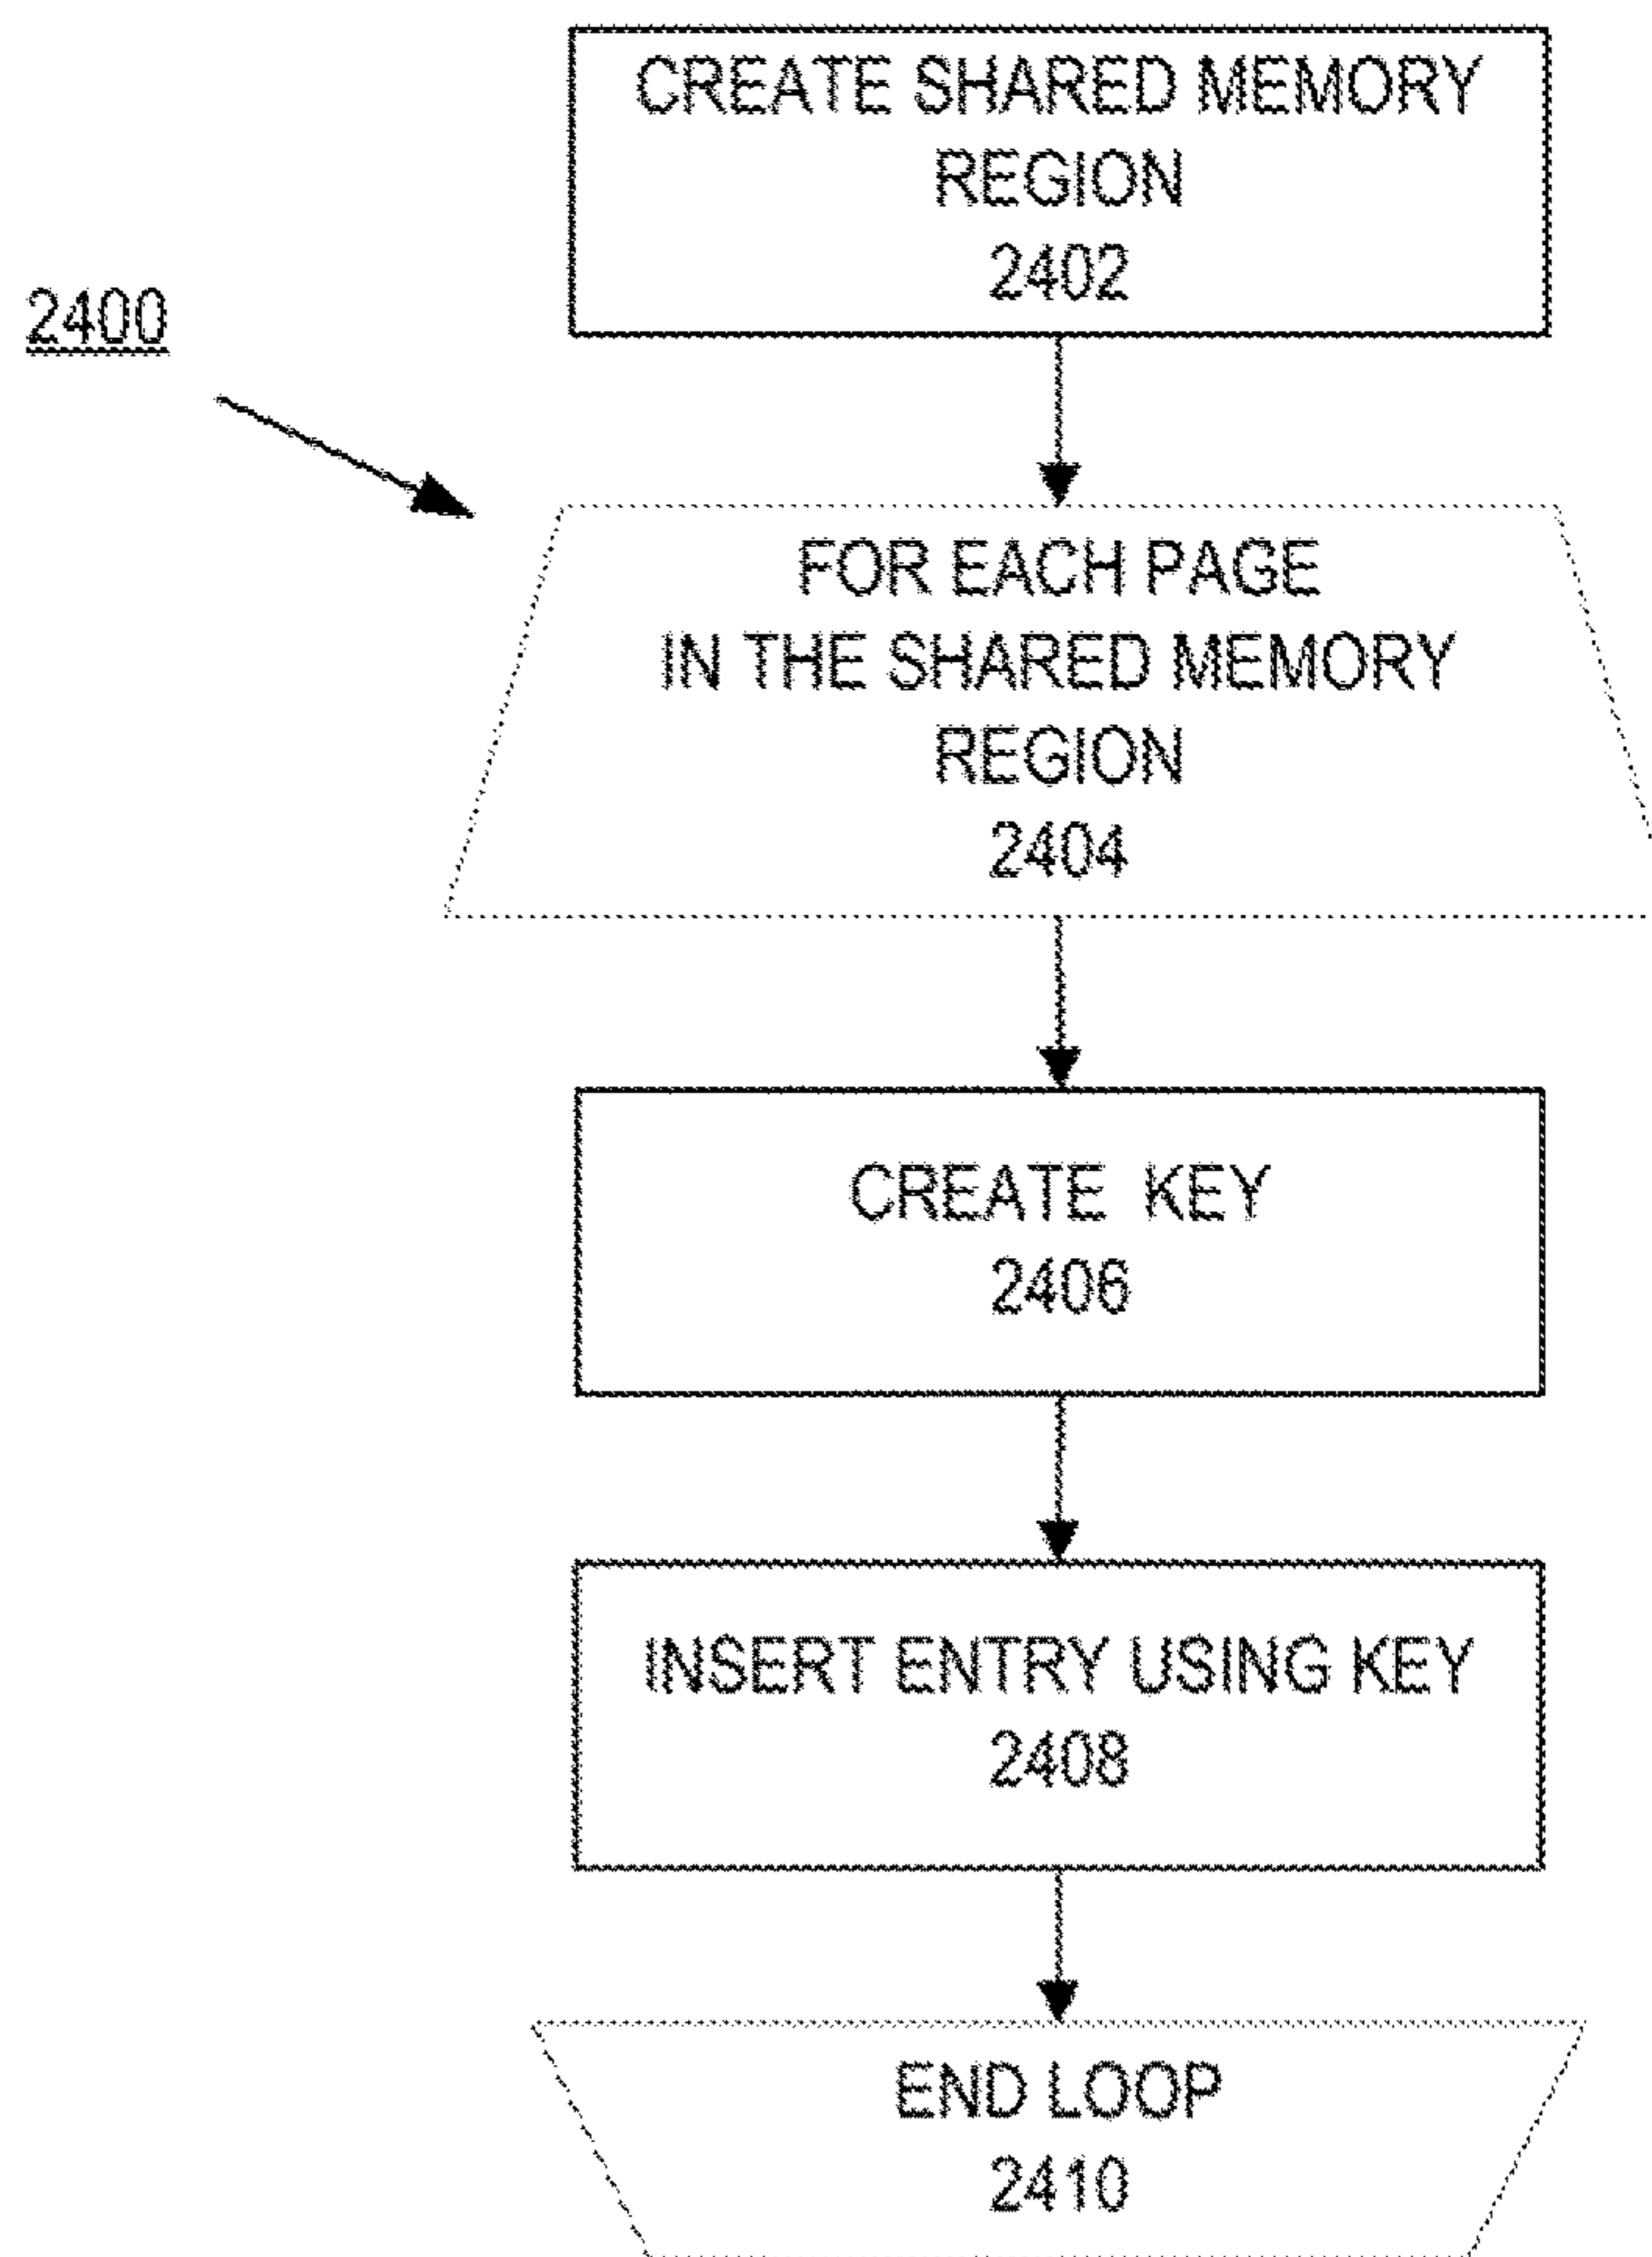 CREATE SHARED MEMORY
REGION
2402
2400
FOR EACH PAGE
IN THE SHARED MEMORY
REGION
2404
CREATE KEY
2406
INSERT ENTRY USING KEY
2408
END LOOP
2410